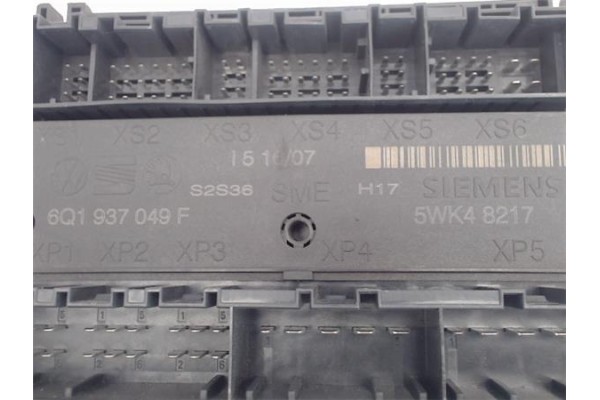 XS2 XS3 XS4 XS5 XS6
15 16/07
S2S36 SME H17 SIEMENS
6Q1 937 049 F 5WK4 8217
XP1 XP2 XP3 XP4 XP5